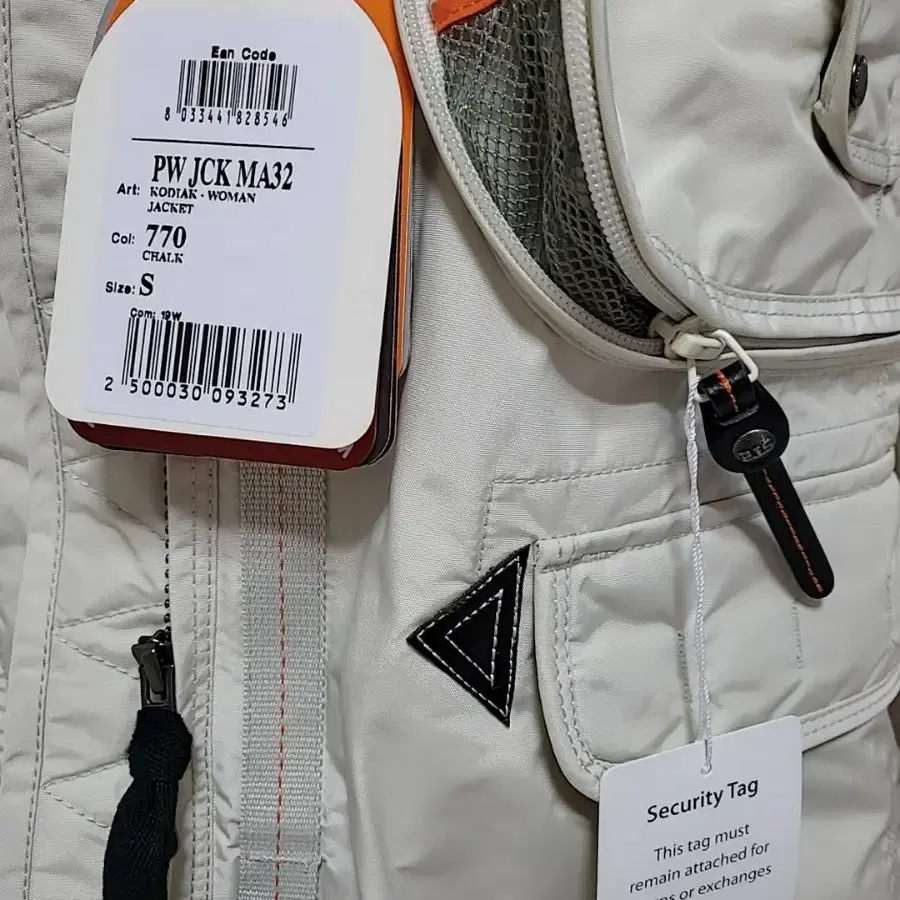 Ean Code
8 033441 828546
PW JCK MA32
Art: KODIAK - WOMAN
JACKET
Col: 770
CHALK
Size: S
Com: 19W
2 500030 093273
Security Tag
This tag must
remain attached for
or exchanges